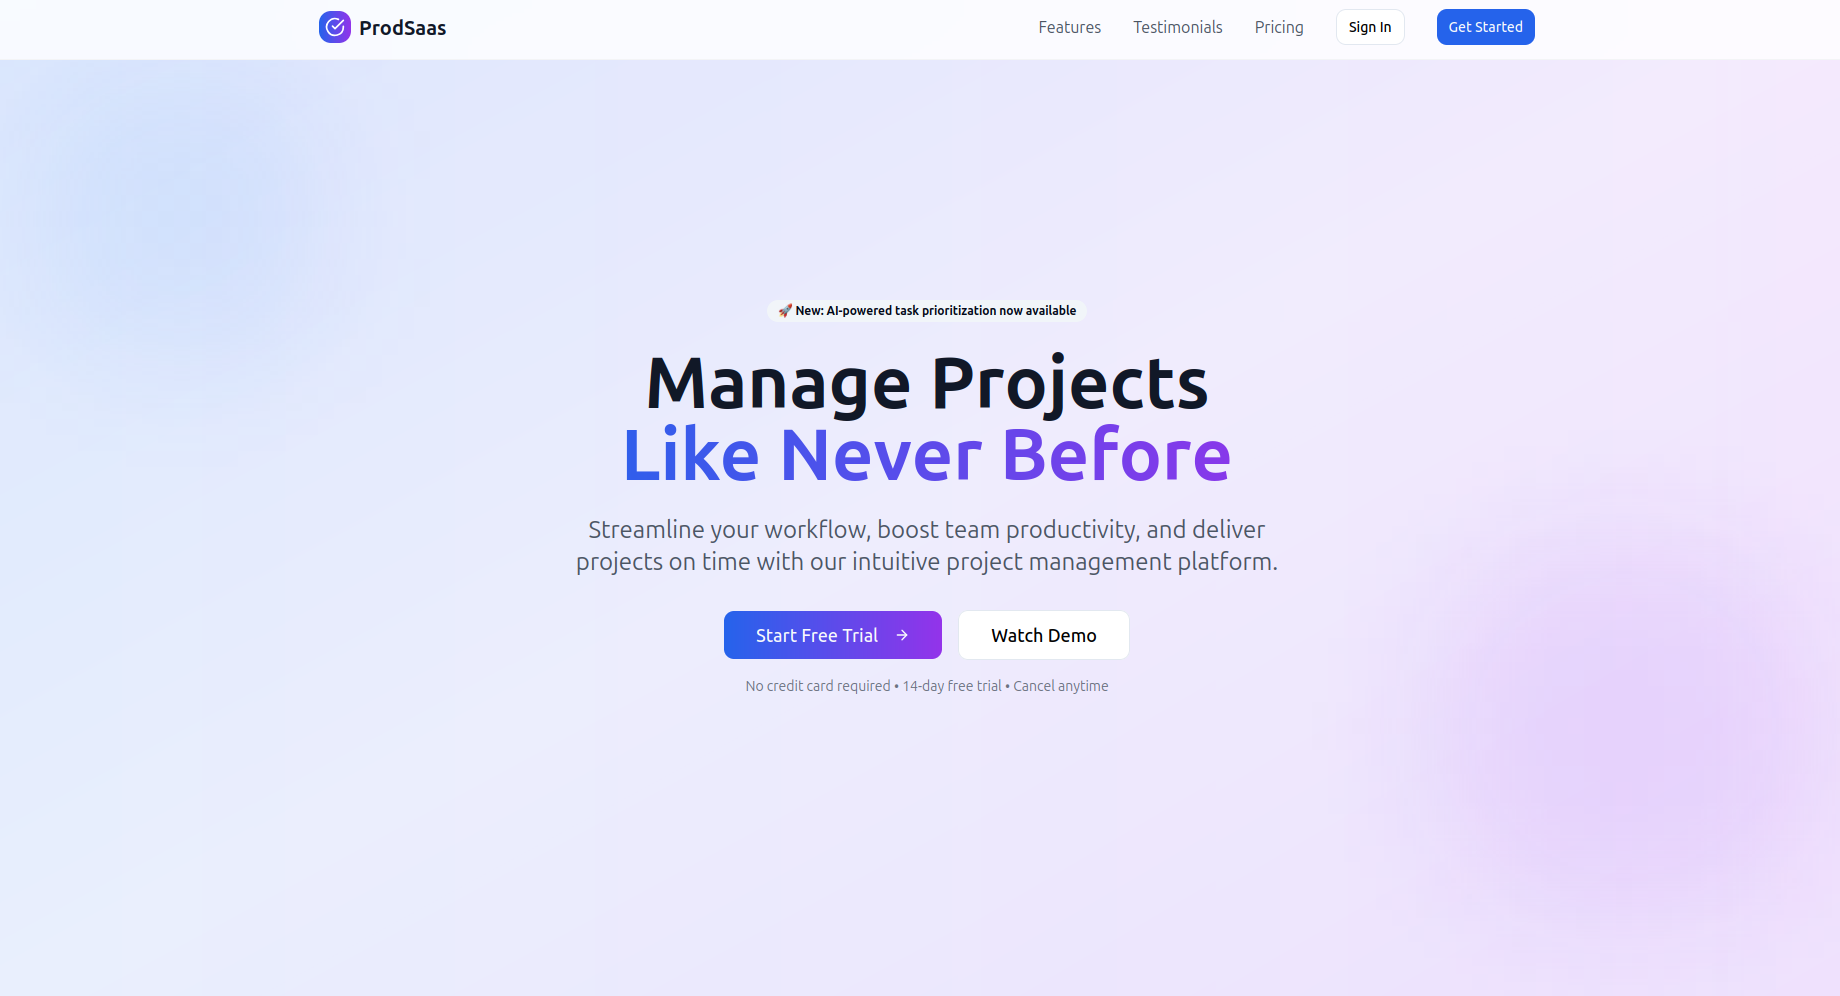 ProdSaas
Features
Testimonials
Pricing
Sign In
Get Started
🚀 New: AI-powered task prioritization now available
Manage Projects
Like Never Before
Streamline your workflow, boost team productivity, and deliver
projects on time with our intuitive project management platform.
Start Free Trial →
Watch Demo
No credit card required • 14-day free trial • Cancel anytime